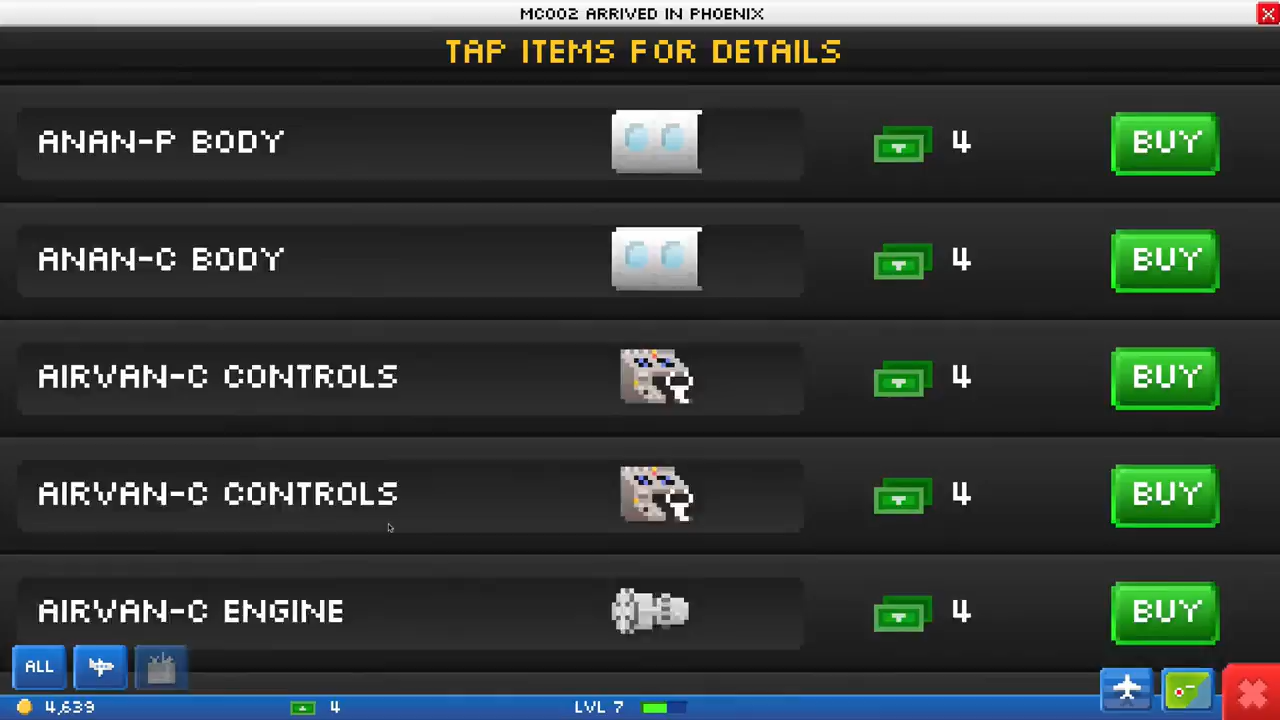 MC002 ARRIVED IN PHOENIX
TAP ITEMS FOR DETAILS
ANAN-P BODY 4 BUY
ANAN-C BODY 4 BUY
AIRVAN-C CONTROLS 4 BUY
AIRVAN-C CONTROLS 4 BUY
AIRVAN-C ENGINE 4 BUY
ALL
4,639 4 LVL 7